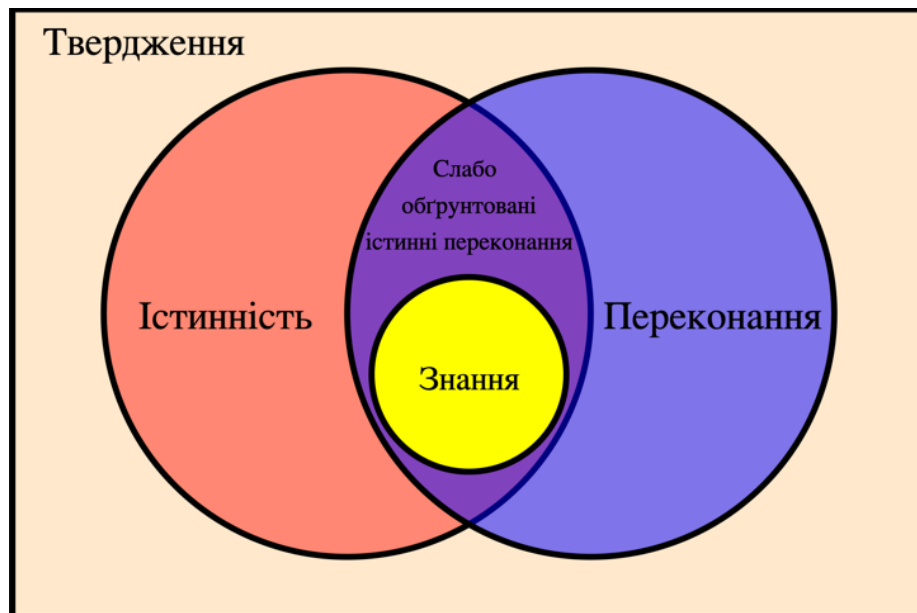 Твердження
Слабо
обґрунтовані
істинні переконання
Істинність
Переконання
Знання